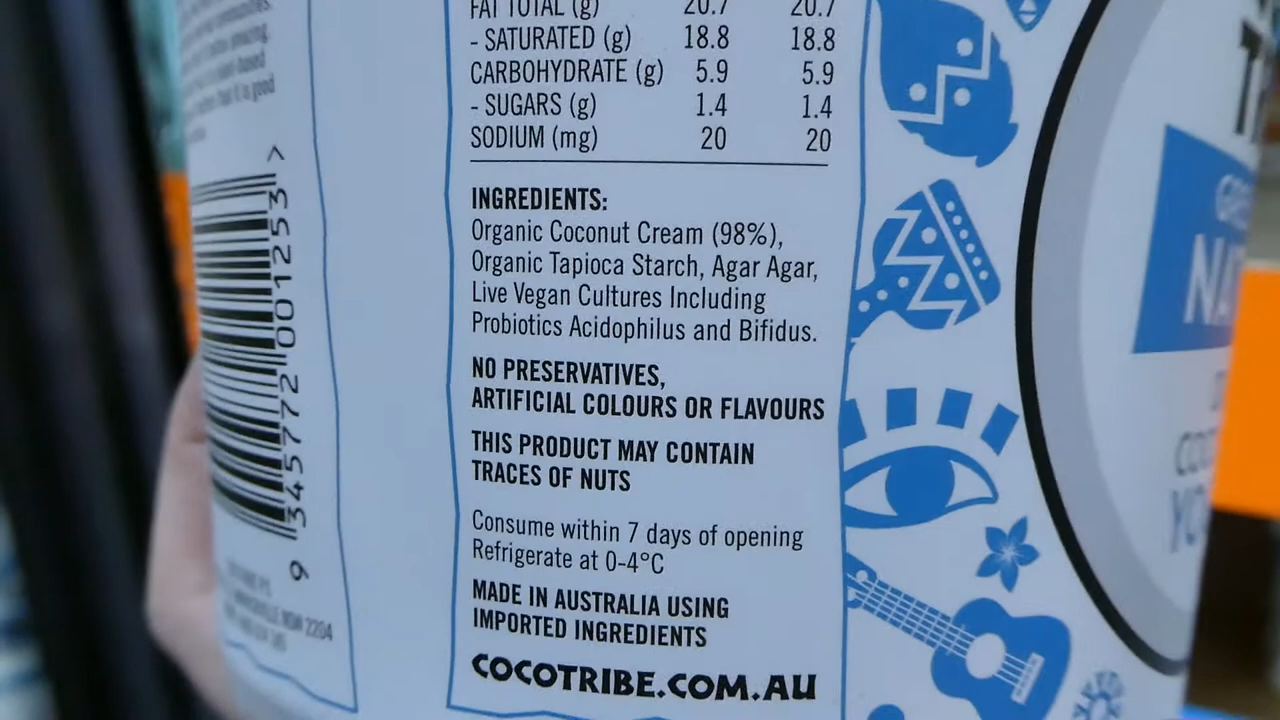 FAT TOTAL (g) 20.7 20.7
- SATURATED (g) 18.8 18.8
CARBOHYDRATE (g) 5.9 5.9
- SUGARS (g) 1.4 1.4
SODIUM (mg) 20 20
INGREDIENTS:
Organic Coconut Cream (98%),
Organic Tapioca Starch, Agar Agar,
Live Vegan Cultures Including
Probiotics Acidophilus and Bifidus.
NO PRESERVATIVES,
ARTIFICIAL COLOURS OR FLAVOURS
THIS PRODUCT MAY CONTAIN
TRACES OF NUTS
Consume within 7 days of opening
Refrigerate at 0-4°C
MADE IN AUSTRALIA USING
IMPORTED INGREDIENTS
COCOTRIBE.COM.AU
9 345772 001253 >
NSW 2204